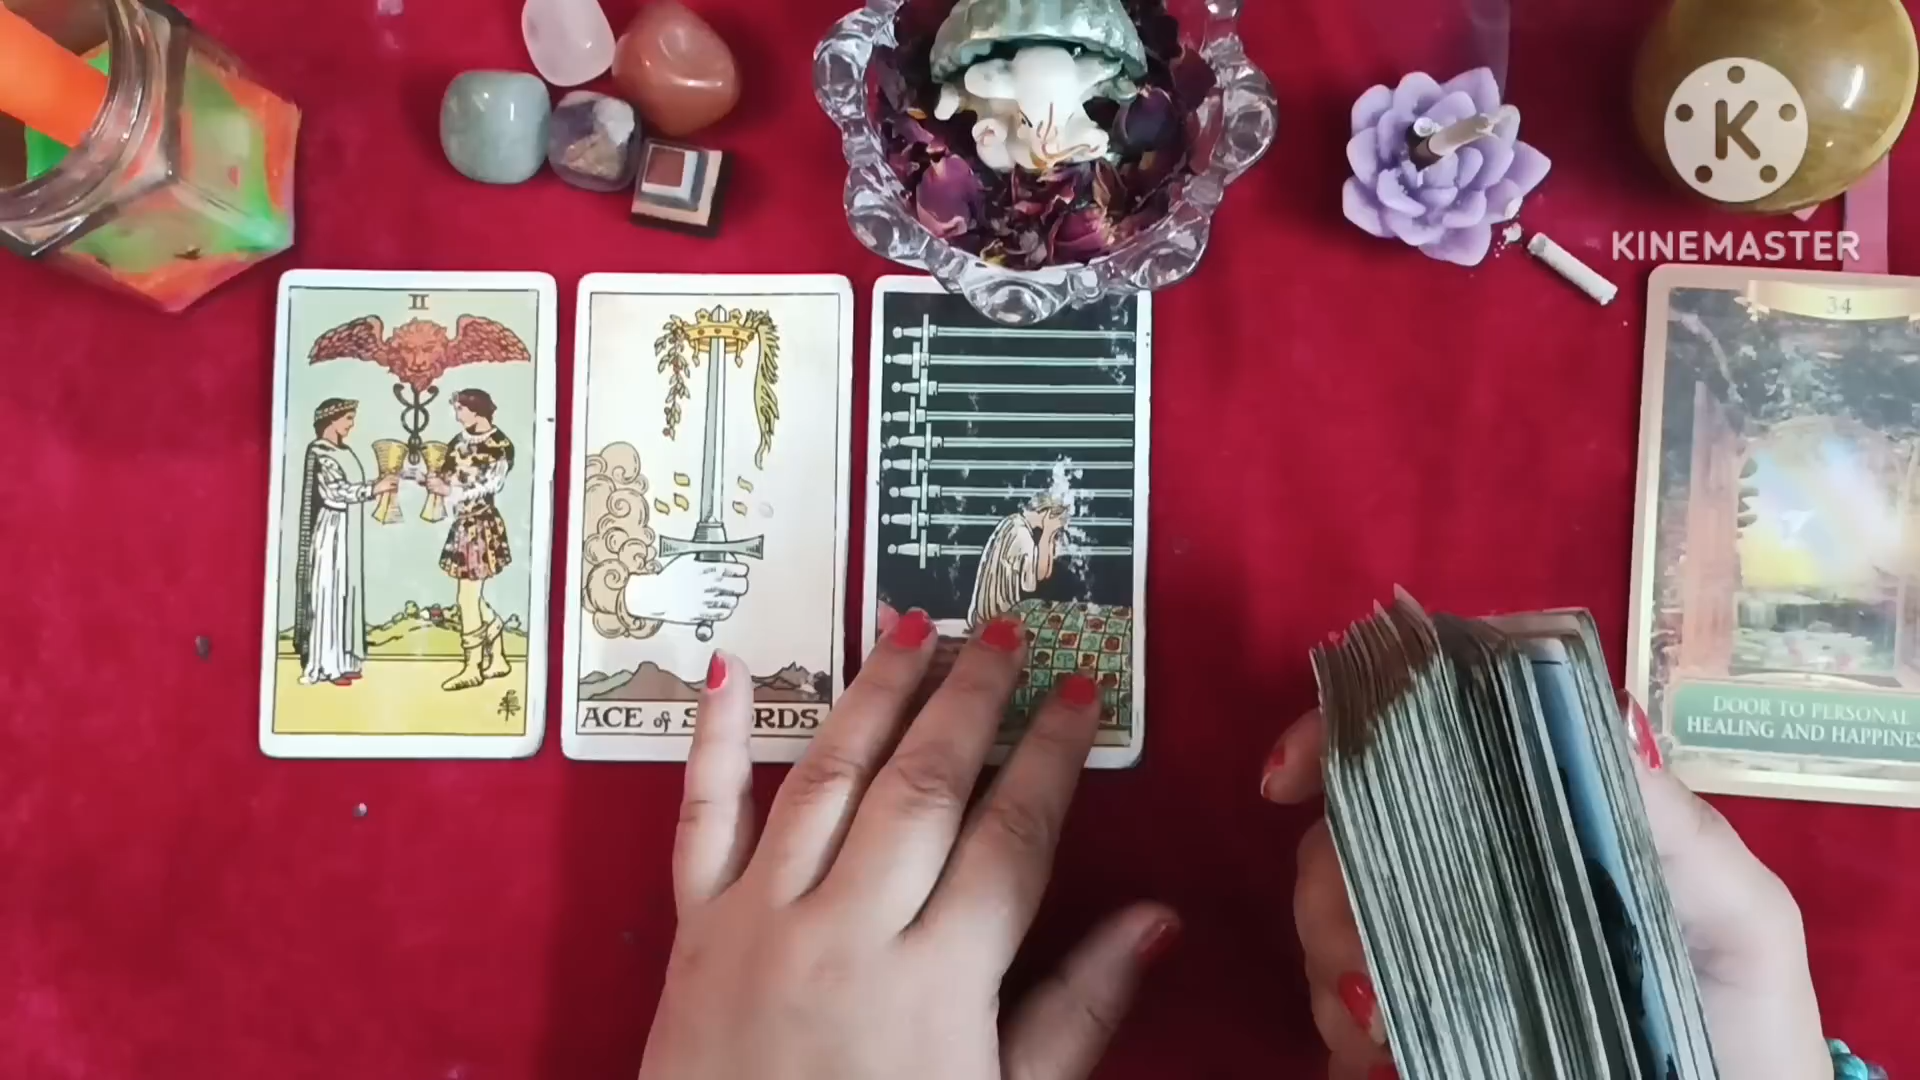 K
KINEMASTER
II
ACE of S
RDS
34
DOOR TO PERSONAL
HEALING AND HAPPINES